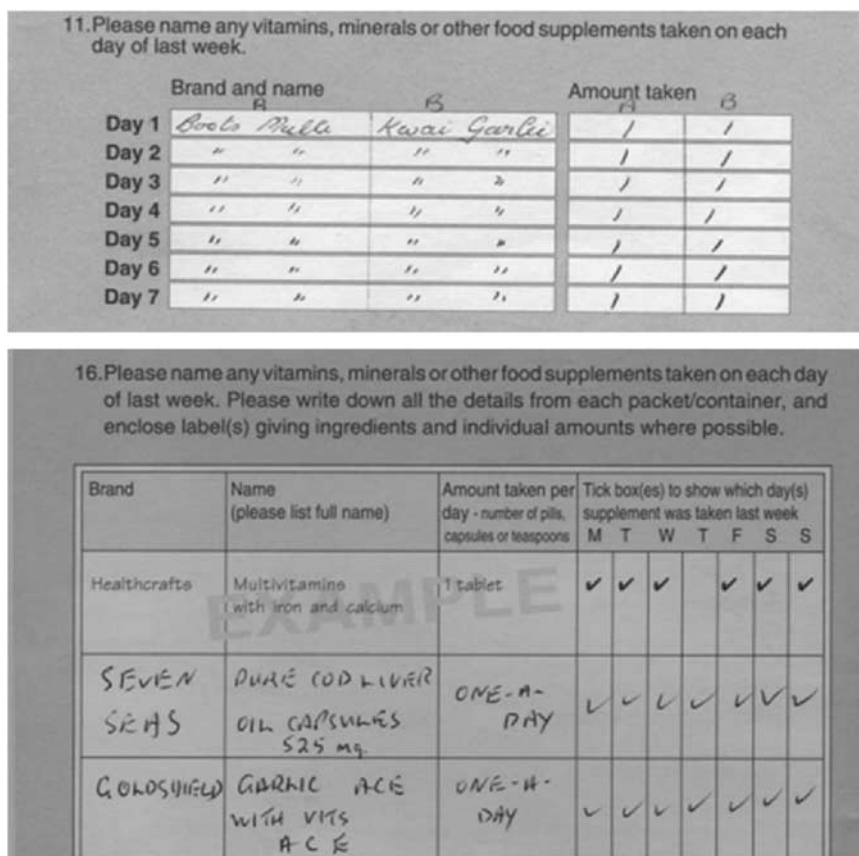 11. Please name any vitamins, minerals or other food supplements taken on each
day of last week.
Brand and name Amount taken
A B A B
Day 1 Boots Multi Kwai Garlic 1 1
Day 2 " " " " 1 1
Day 3 " " " " 1 1
Day 4 " " " " 1 1
Day 5 " " " " 1 1
Day 6 " " " " 1 1
Day 7 " " " " 1 1
16. Please name any vitamins, minerals or other food supplements taken on each day
of last week. Please write down all the details from each packet/container, and
enclose label(s) giving ingredients and individual amounts where possible.
Brand Name Amount taken per Tick box(es) to show which day(s)
(please list full name) day - number of pills, supplement was taken last week
capsules or teaspoons M T W T F S S
Healthcrafts Multivitamins 1 tablet ✓ ✓ ✓ ✓ ✓ ✓
with iron and calcium
EXAMPLE
SEVEN PURE COD LIVER ONE-A-
SEAS OIL CAPSULES DAY ✓ ✓ ✓ ✓ ✓ ✓ ✓
525 mg.
GOLDSHIELD GARLIC ACE ONE-A-
WITH VITS DAY ✓ ✓ ✓ ✓ ✓ ✓ ✓
A C E